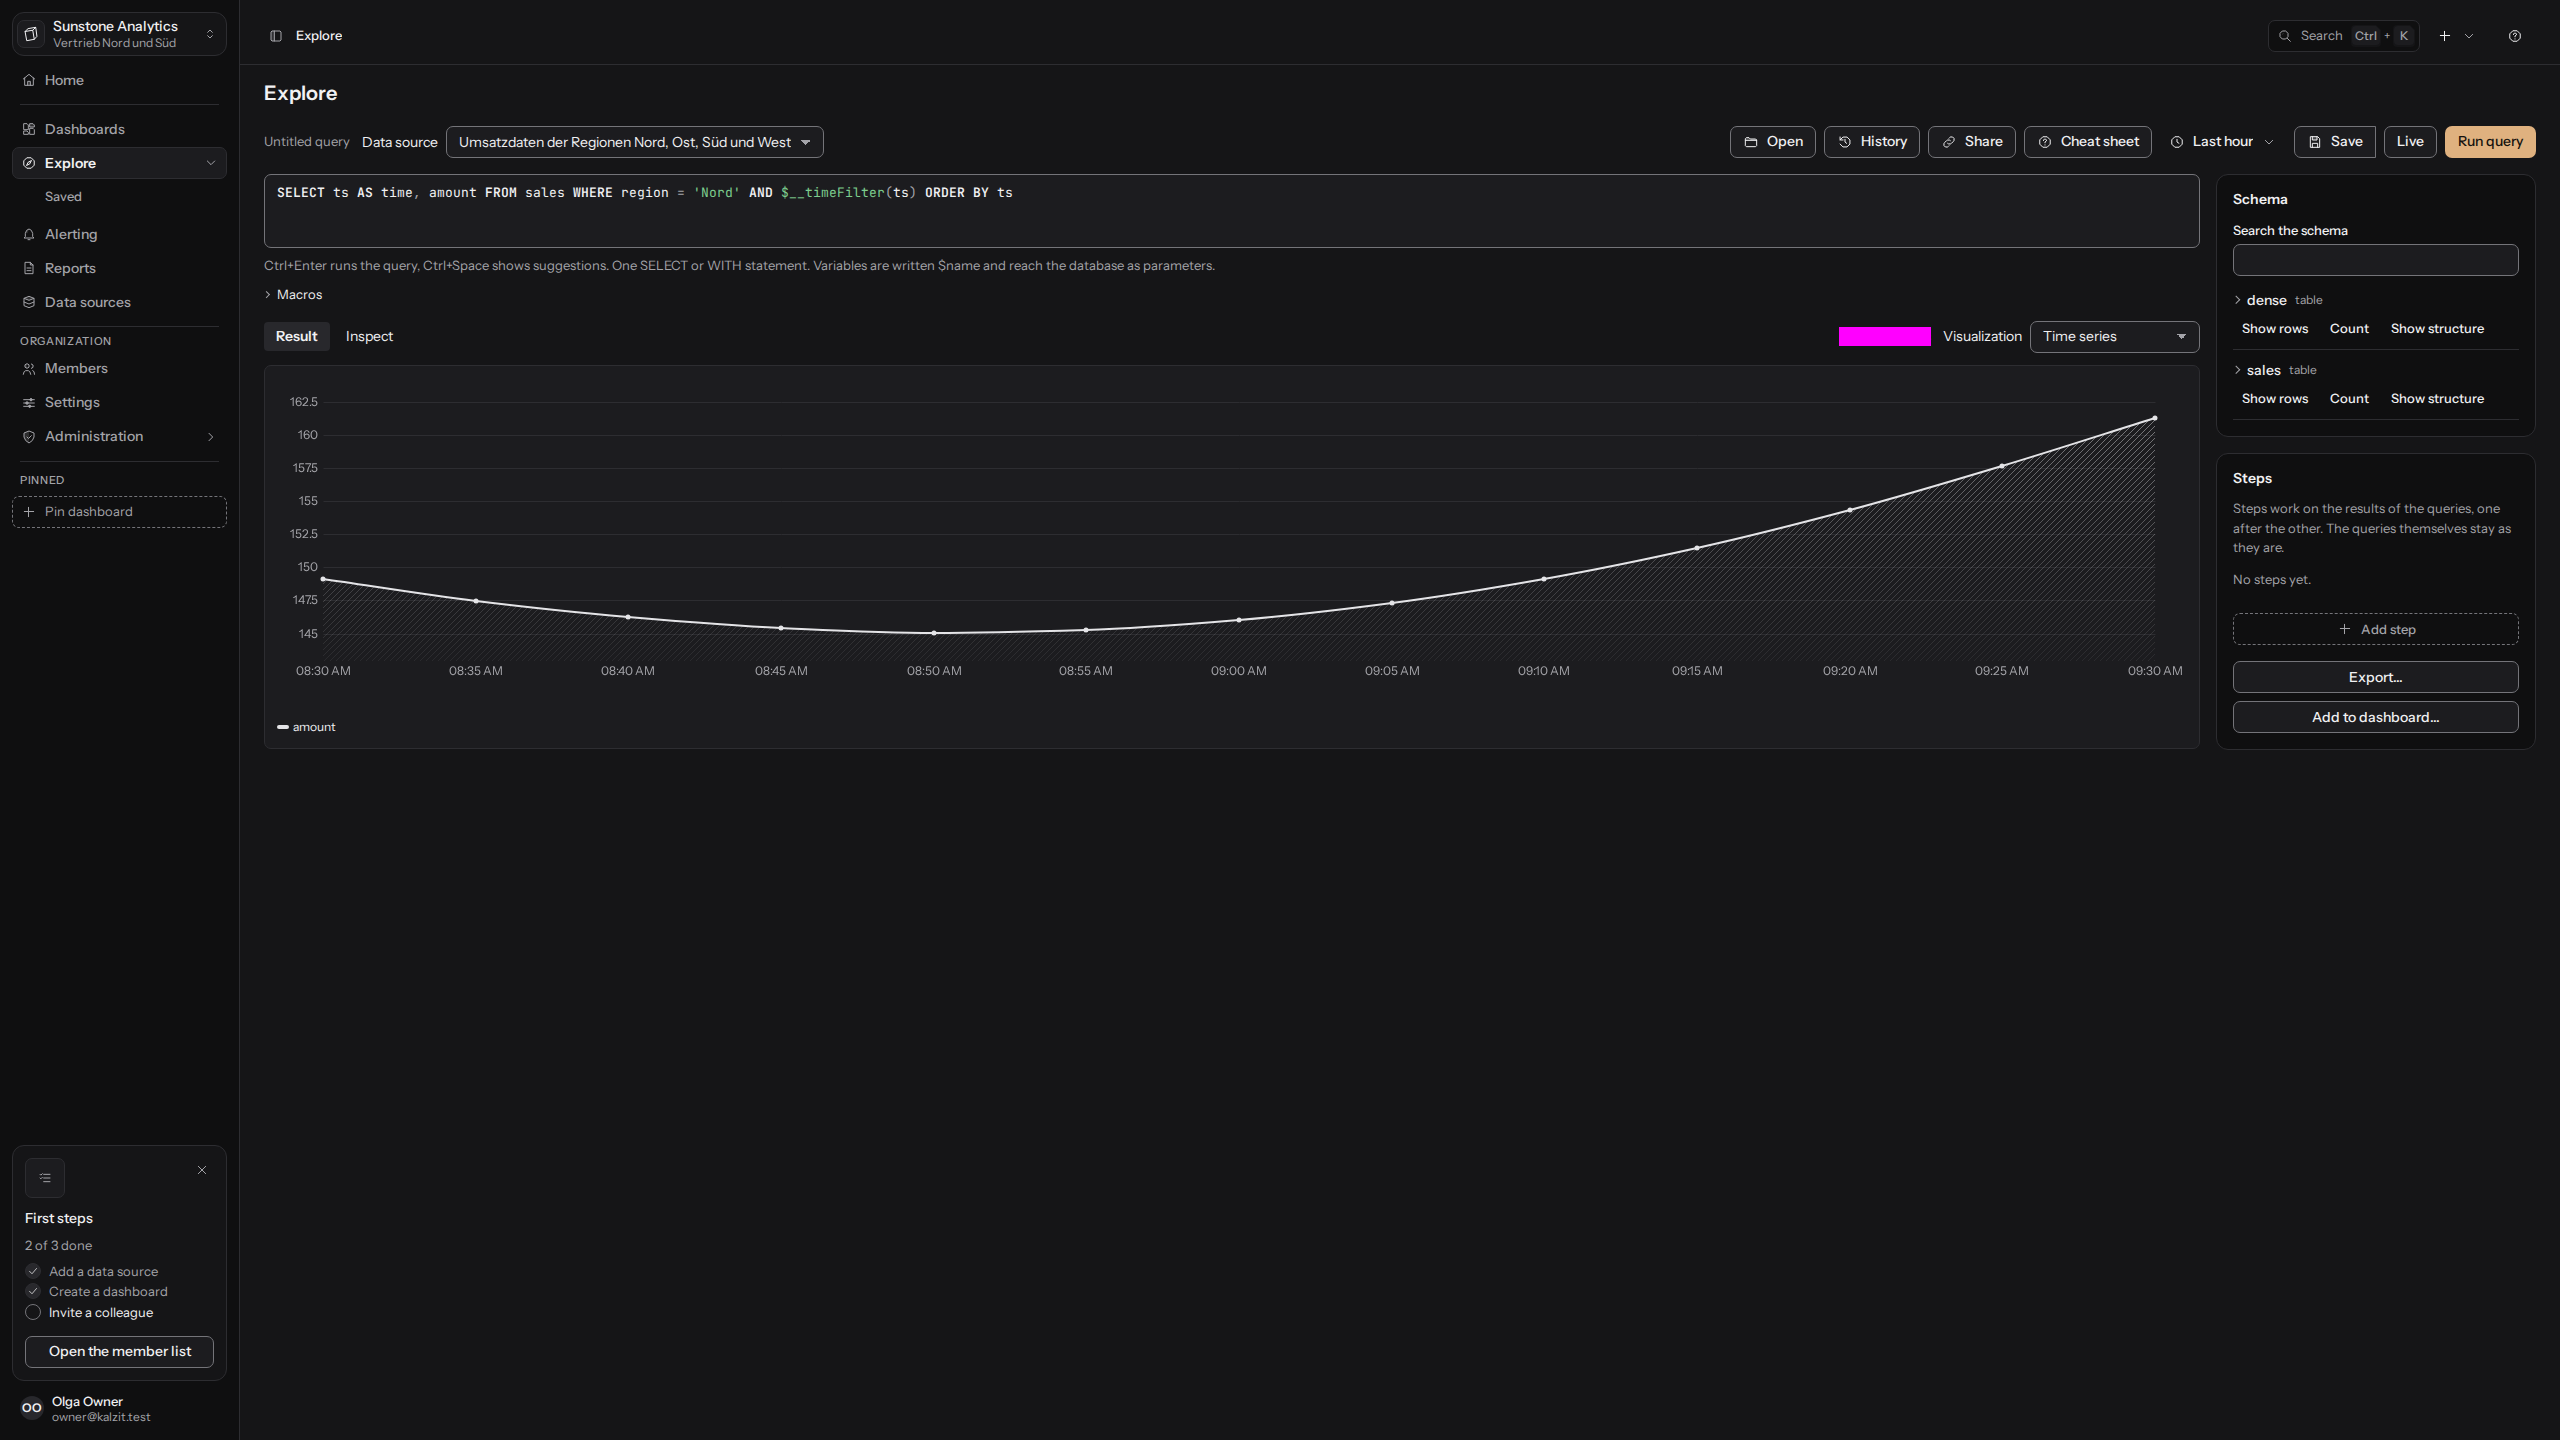 Sunstone Analytics
Vertrieb Nord und Süd
Home
Dashboards
Explore
Saved
Alerting
Reports
Data sources
ORGANIZATION
Members
Settings
Administration
PINNED
Pin dashboard
First steps
2 of 3 done
Add a data source
Create a dashboard
Invite a colleague
Open the member list
OO
Olga Owner
owner@kalzit.test
Explore
Search Ctrl + K
Explore
Untitled query Data source Umsatzdaten der Regionen Nord, Ost, Süd und West
Open History Share Cheat sheet Last hour Save Live Run query
SELECT ts AS time, amount FROM sales WHERE region = 'Nord' AND $__timeFilter(ts) ORDER BY ts
Ctrl+Enter runs the query, Ctrl+Space shows suggestions. One SELECT or WITH statement. Variables are written $name and reach the database as parameters.
Macros
Result Inspect
Visualization Time series
162.5
160
157.5
155
152.5
150
147.5
145
08:30 AM 08:35 AM 08:40 AM 08:45 AM 08:50 AM 08:55 AM 09:00 AM 09:05 AM 09:10 AM 09:15 AM 09:20 AM 09:25 AM 09:30 AM
amount
Schema
Search the schema
dense table
Show rows Count Show structure
sales table
Show rows Count Show structure
Steps
Steps work on the results of the queries, one
after the other. The queries themselves stay as
they are.
No steps yet.
Add step
Export...
Add to dashboard...